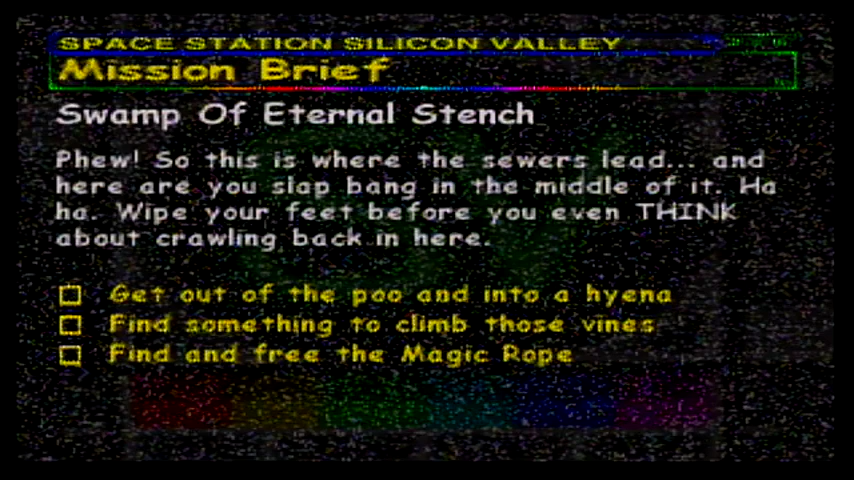 SPACE STATION SILICON VALLEY
Mission Brief
Swamp Of Eternal Stench
Phew! So this is where the sewers lead... and
here are you slap bang in the middle of it. Ha
ha. Wipe your feet before you even THINK
about crawling back in here.
Get out of the poo and into a hyena
Find something to climb those vines
Find and free the Magic Rope